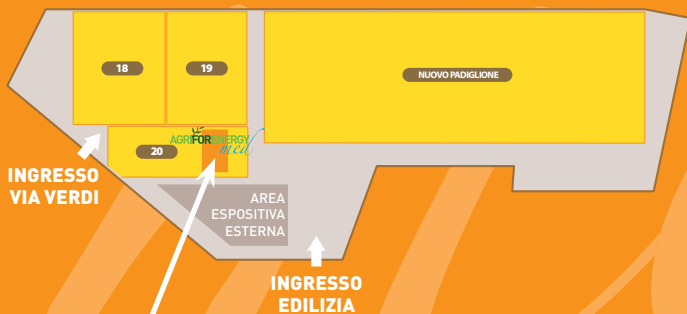 18
19
NUOVO PADIGLIONE
AGRIFORENERGY
med
20
INGRESSO
VIA VERDI
AREA
ESPOSITIVA
ESTERNA
INGRESSO
EDILIZIA